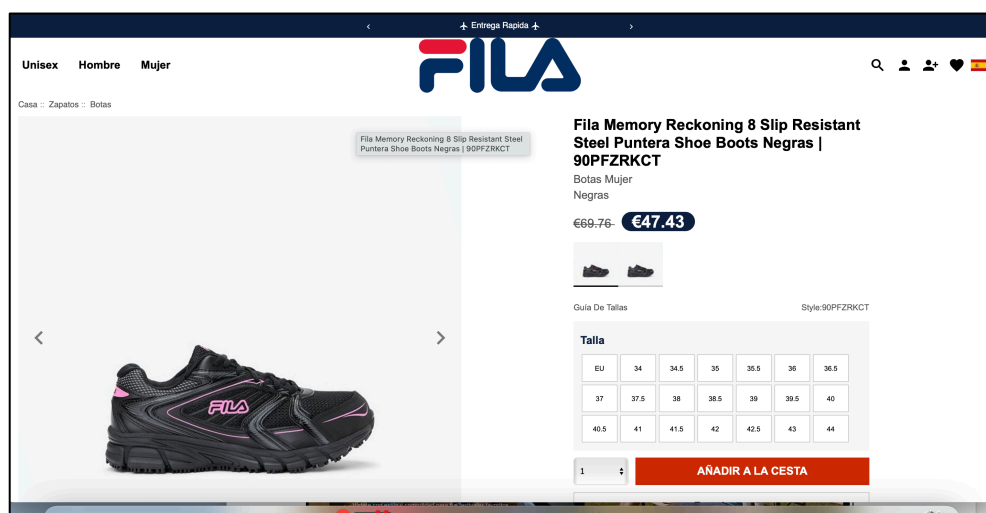 Entrega Rapida
FILA
Unisex Hombre Mujer
Casa :: Zapatos :: Botas
Fila Memory Reckoning 8 Slip Resistant Steel
Puntera Shoe Boots Negras | 90PFZRKCT
Fila Memory Reckoning 8 Slip Resistant
Steel Puntera Shoe Boots Negras |
90PFZRKCT
Botas Mujer
Negras
€69.76 €47.43
Guía De Tallas Style:90PFZRKCT
Talla
EU 34 34.5 35 35.5 36 36.5
37 37.5 38 38.5 39 39.5 40
40.5 41 41.5 42 42.5 43 44
FILA
1 AÑADIR A LA CESTA